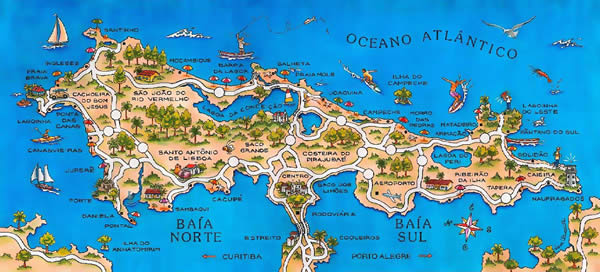 SANTINHO
OCEANO ATLÂNTICO
INGLESES
MOÇAMBIQUE
BARRA
DA LAGOA
GALHETA
PRAIA MOLE
PRAIA
BRAVA
JOAQUINA
ILHA DO
CAMPECHE
CACHOEIRA
DO BOM
JESUS
SÃO JOÃO DO
RIO VERMELHO
LAGOA DA CONCEIÇÃO
CAMPECHE
MORRO
DAS
PEDRAS
MATADEIRO
ARMAÇÃO
LAGOINHA
DO LESTE
PÂNTANO DO SUL
LAGOINHA
PONTA
DAS
CANAS
CANASVIEIRAS
SANTO ANTÔNIO
DE LISBOA
SACO
GRANDE
COSTEIRA DO
PIRAJUBAÉ
LAGOA DO
PERI
SOLIDÃO
JURERÊ
CENTRO
SACO DOS
LIMÕES
AEROPORTO
RIBEIRÃO
DA ILHA
TAPERA
CAIEIRA
NAUFRAGADOS
FORTE
DANIELA
PONTAL
SAMBAQUI
CACUPÉ
RODOVIÁRIA
BAÍA
NORTE
BAÍA
SUL
ILHA DO
ANHATOMIRIM
ESTREITO
COQUEIROS
CURITIBA
PORTO ALEGRE